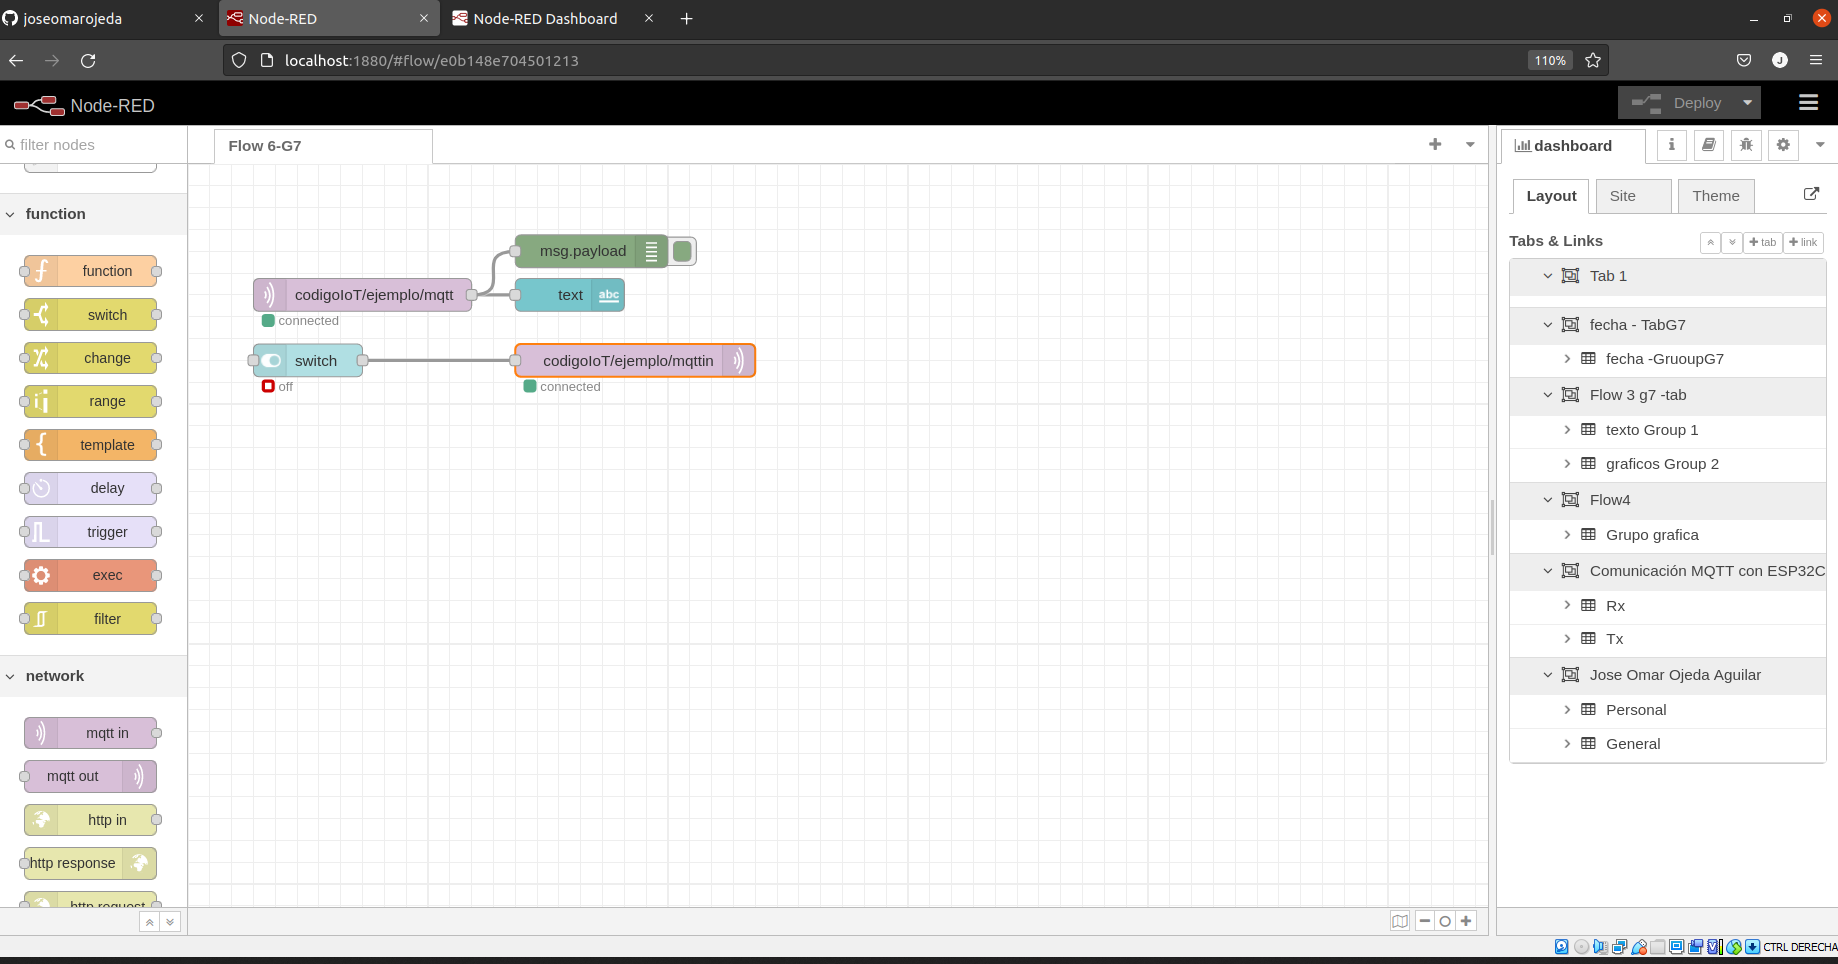 joseomarojeda
Node-RED
Node-RED Dashboard
localhost:1880/#flow/e0b148e704501213
110%
J
Node-RED
Deploy
filter nodes
function
function
switch
change
range
template
delay
trigger
exec
filter
network
mqtt in
mqtt out
http in
http response
http request
Flow 6-G7
msg.payload
codigoIoT/ejemplo/mqtt
text
abc
connected
switch
codigoIoT/ejemplo/mqttin
off
connected
dashboard
i
Layout
Site
Theme
Tabs & Links
tab
link
Tab 1
fecha - TabG7
fecha -GruoupG7
Flow 3 g7 -tab
texto Group 1
graficos Group 2
Flow4
Grupo grafica
Comunicación MQTT con ESP32C
Rx
Tx
Jose Omar Ojeda Aguilar
Personal
General
CTRL DERECHA